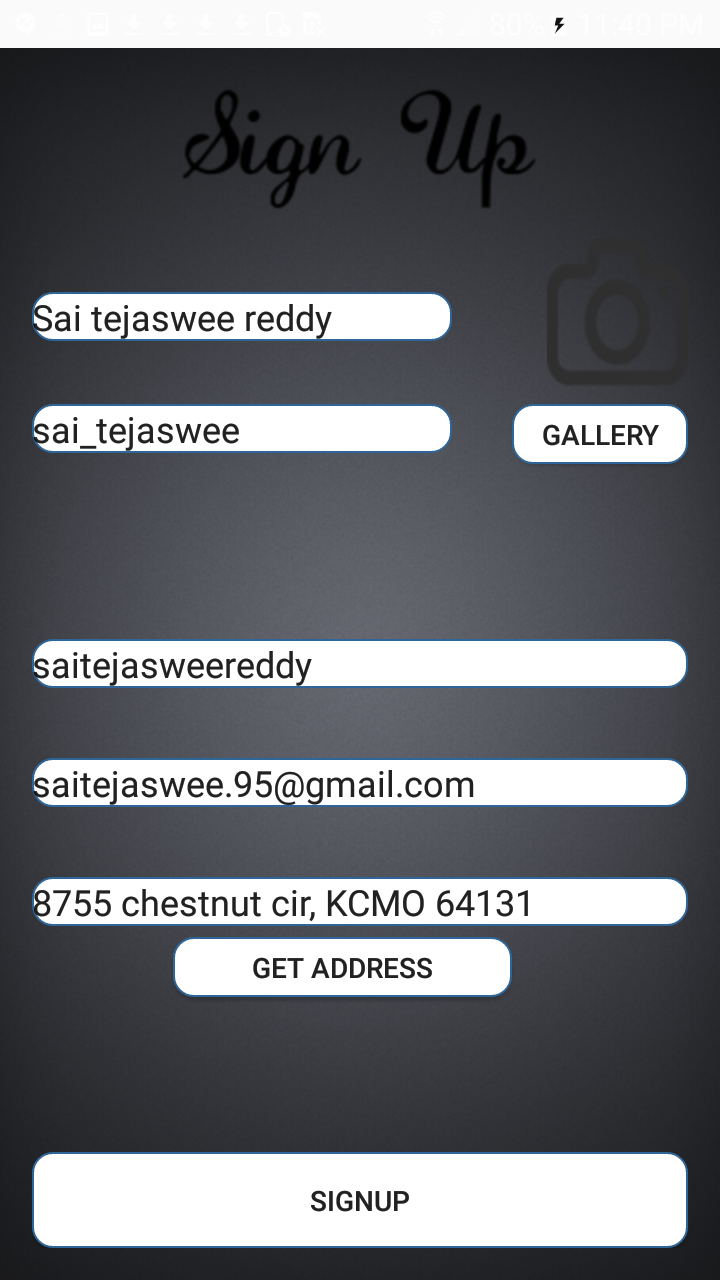 80% 11:40 PM
Sign Up
Sai tejaswee reddy
sai_tejaswee
GALLERY
saitejasweereddy
saitejaswee.95@gmail.com
8755 chestnut cir, KCMO 64131
GET ADDRESS
SIGNUP